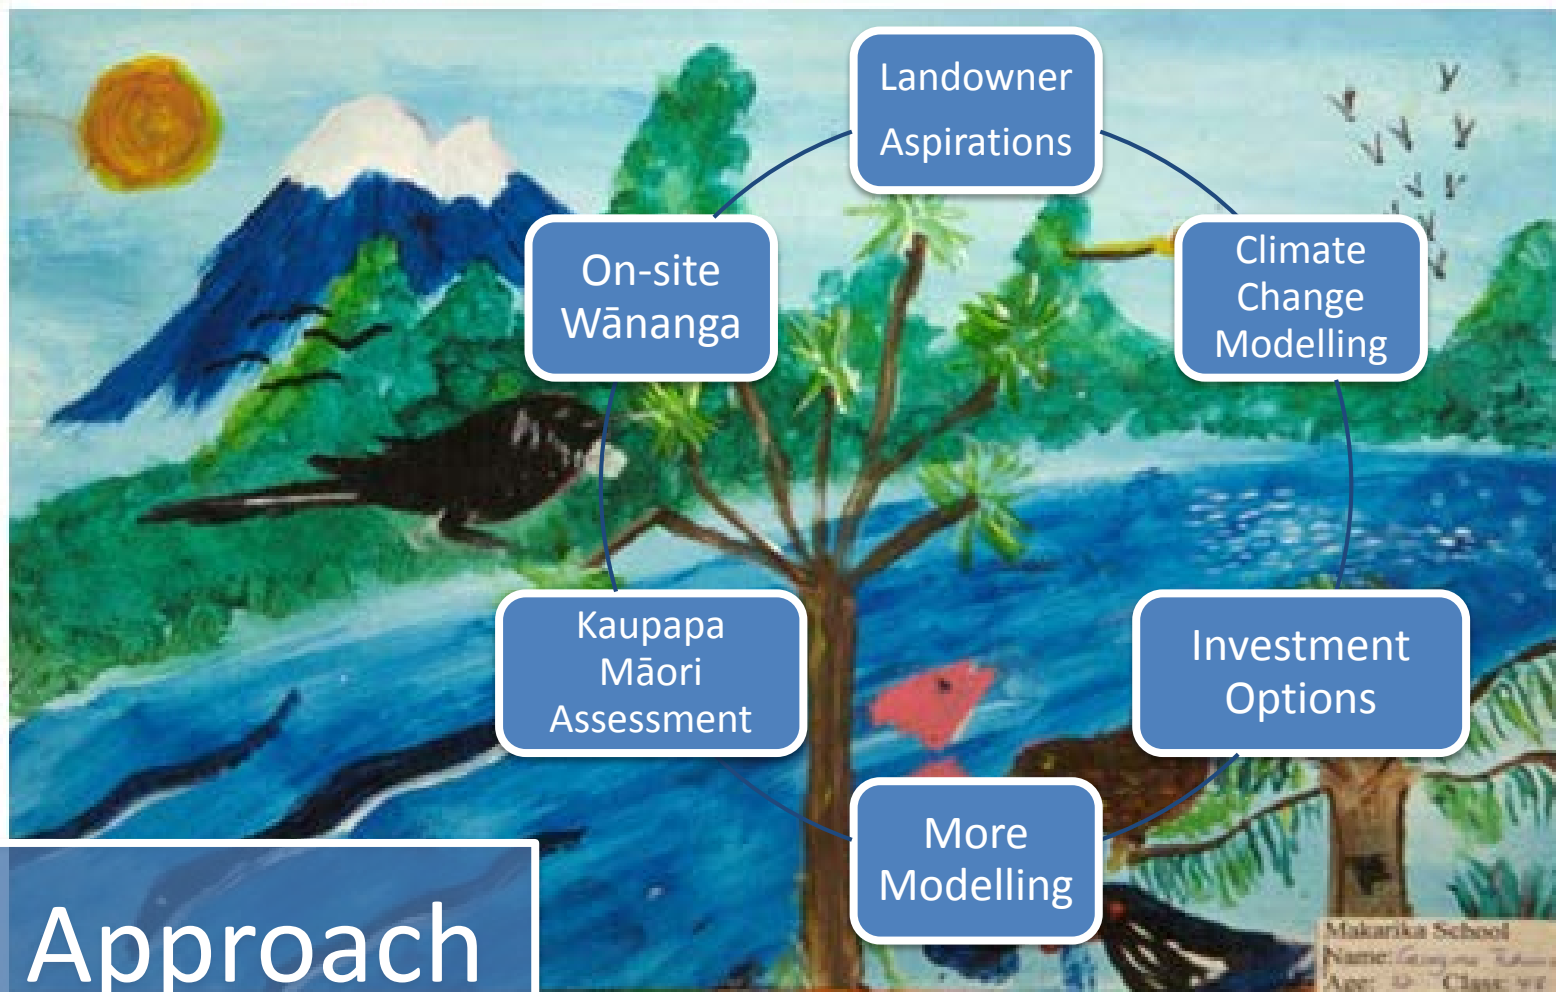 Landowner
Aspirations
Climate
Change
Modelling
Investment
Options
More
Modelling
Kaupapa
Māori
Assessment
On-site
Wānanga
Approach
Makarika School
Name:
Age:
Class: